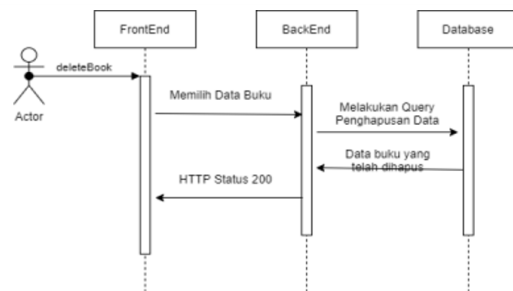 FrontEnd
BackEnd
Database
deleteBook
Actor
Memilih Data Buku
Melakukan Query
Penghapusan Data
Data buku yang
telah dihapus
HTTP Status 200